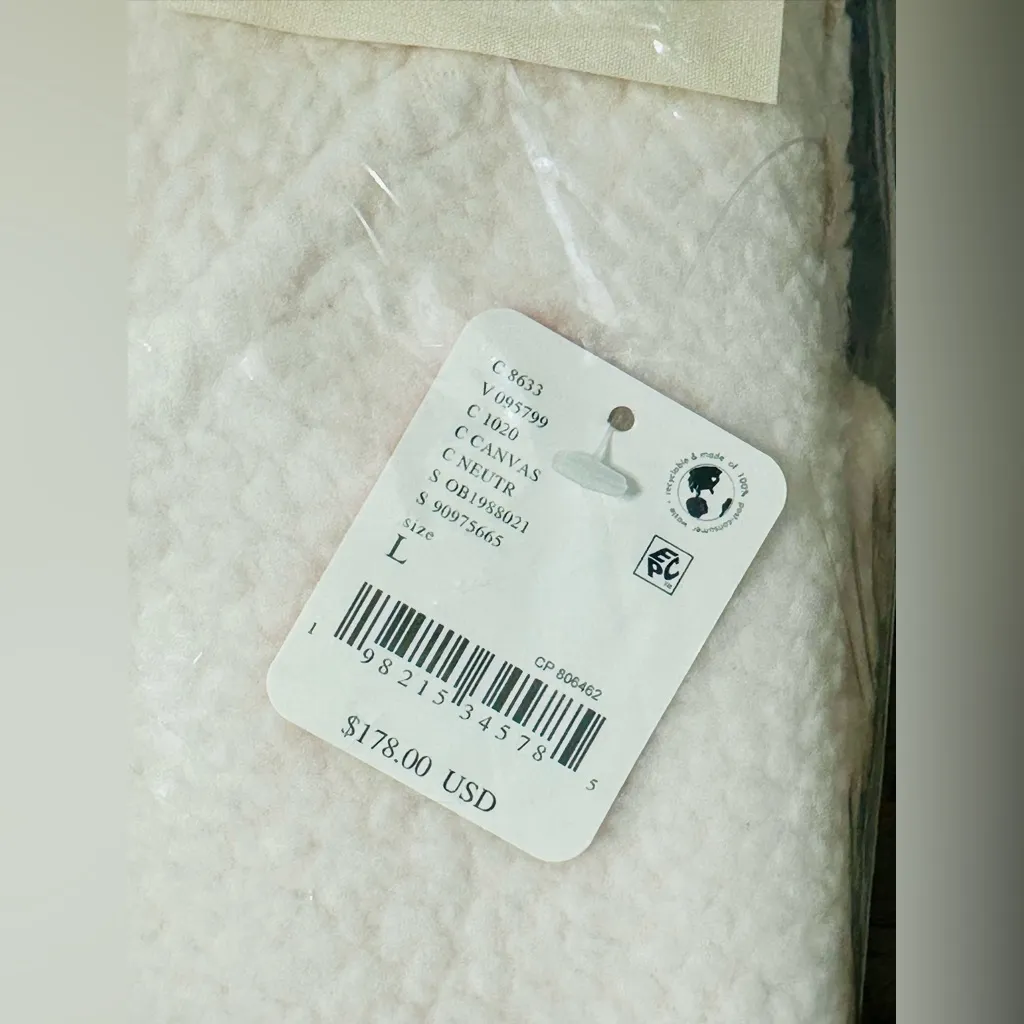 C 8633
V 095799
C 1020
C CANVAS
C NEUTR
S OB1988021
S 90975665
size
L
recyclable & made of 100% post-consumer waste
EPC
CP 806462
1 98215 34578 5
$178.00 USD